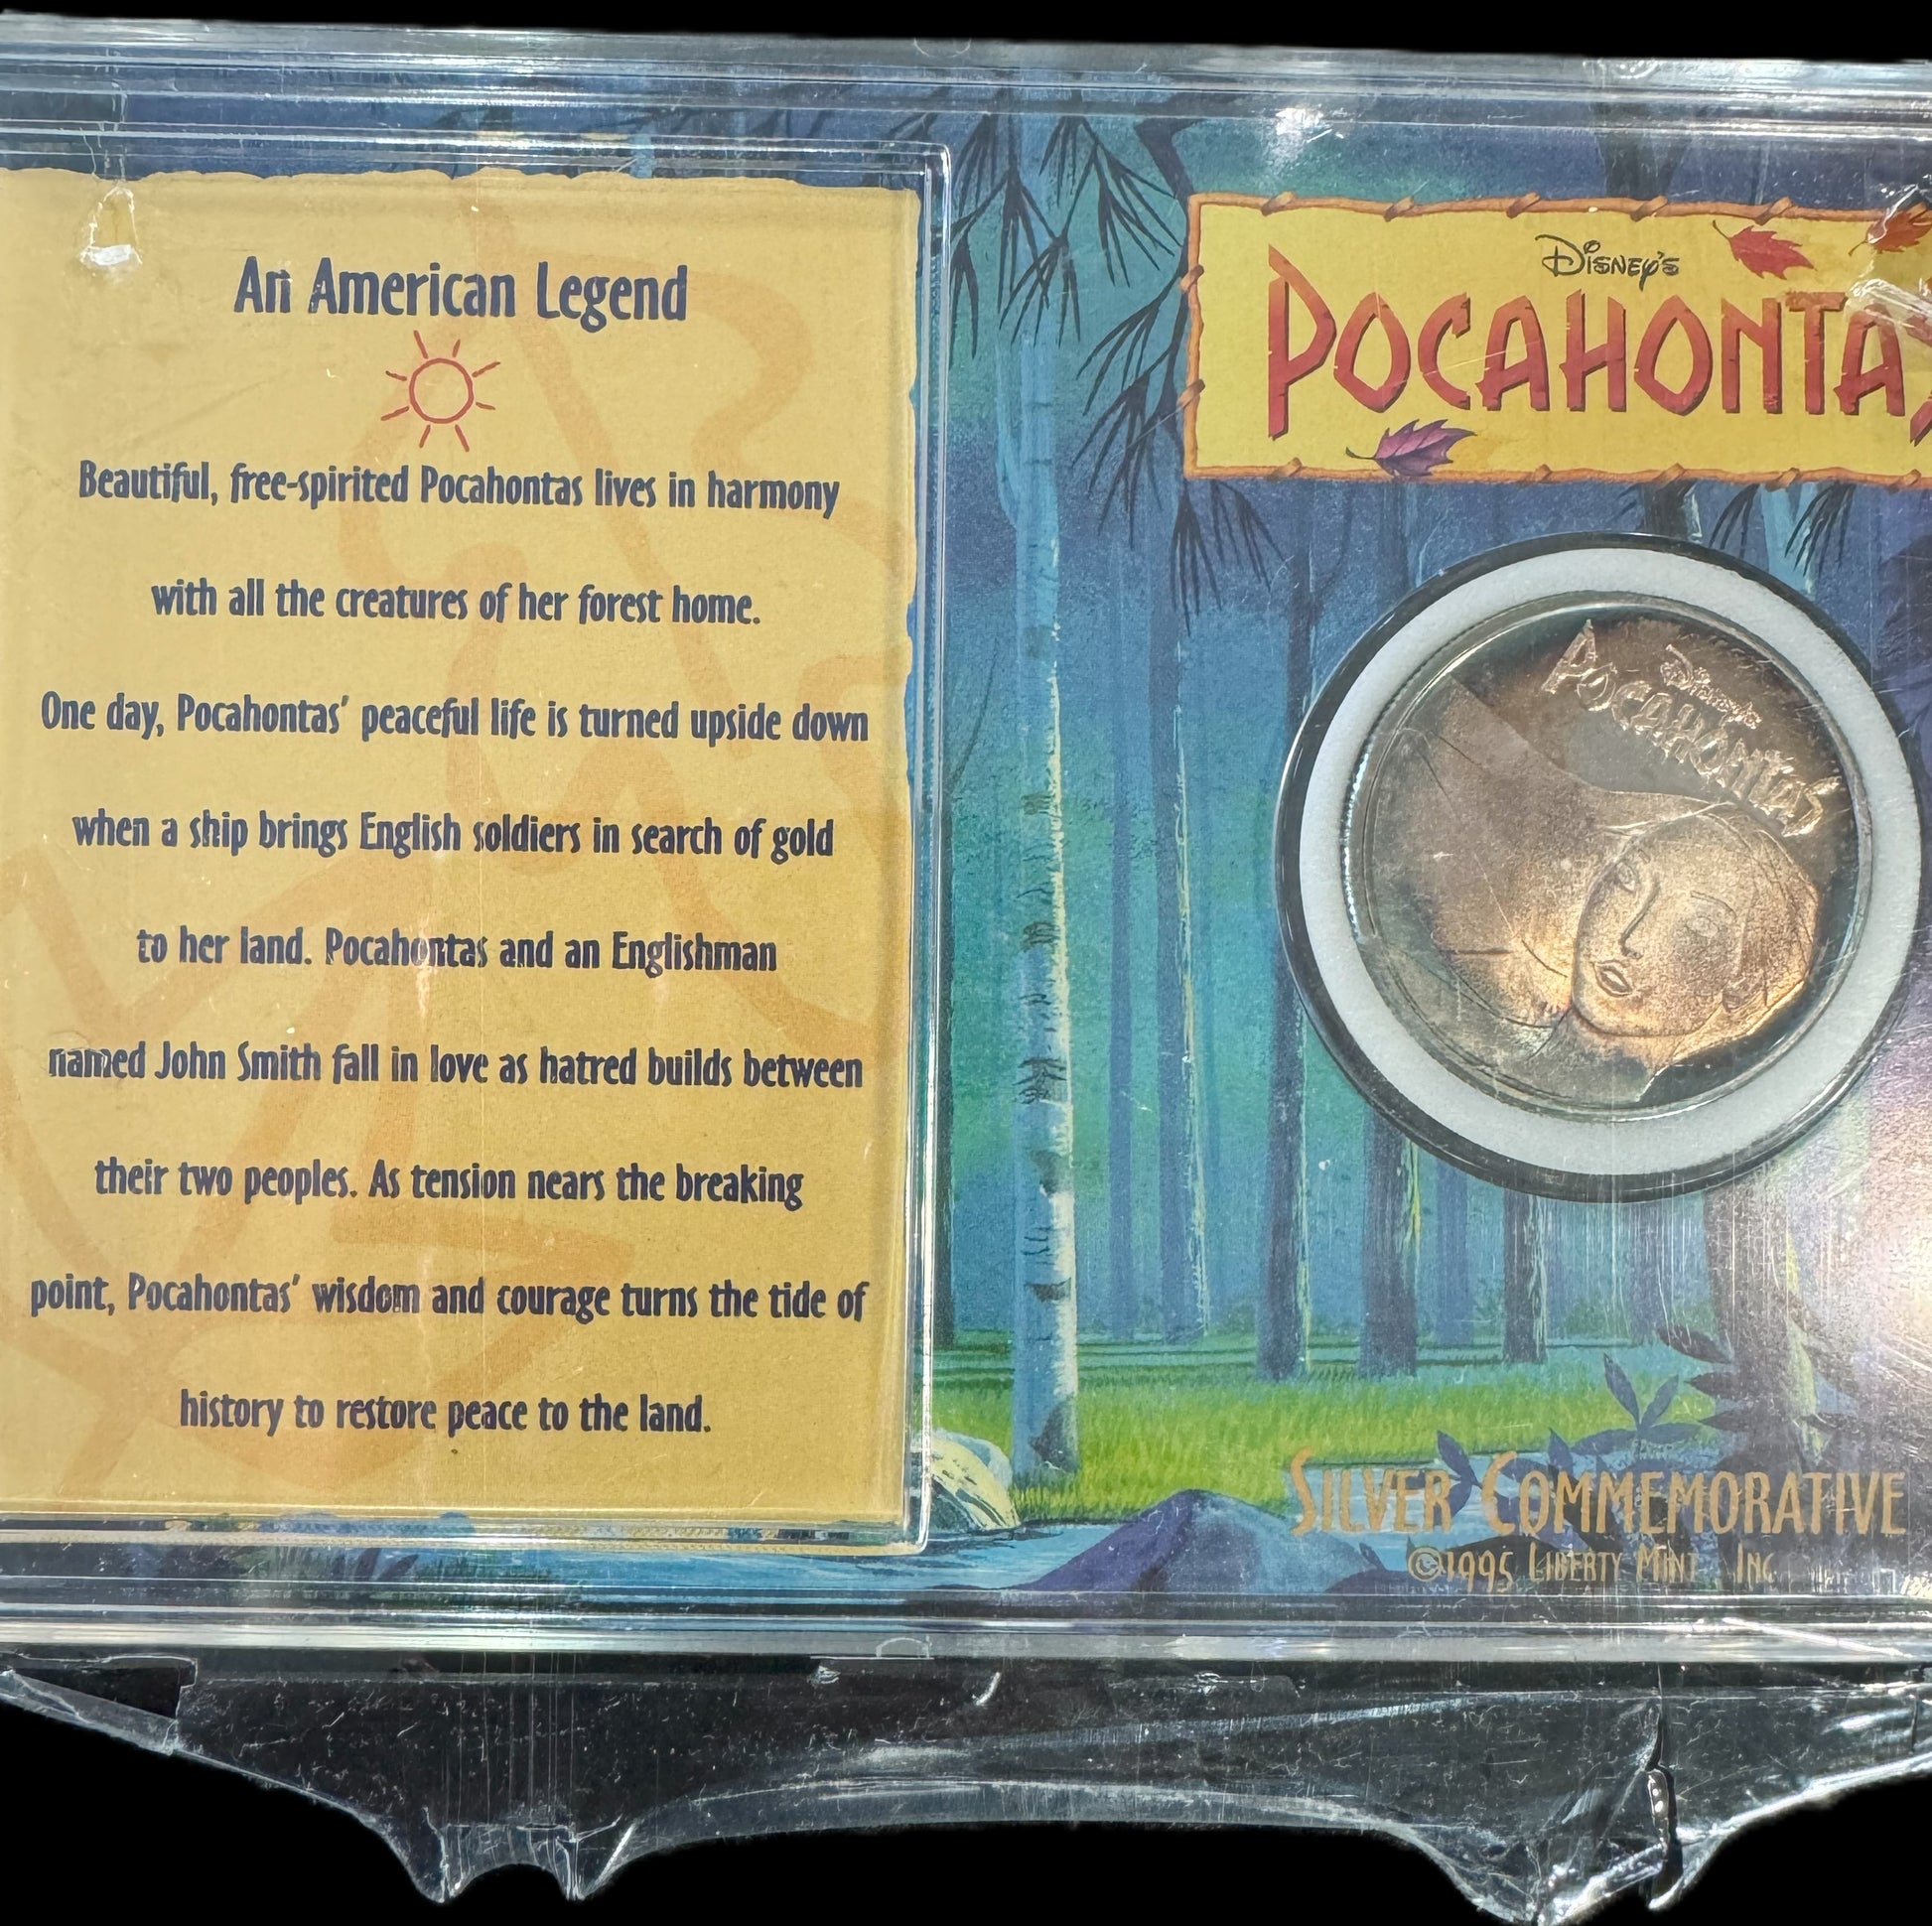 An American Legend
Beautiful, free-spirited Pocahontas lives in harmony
with all the creatures of her forest home.
One day, Pocahontas' peaceful life is turned upside down
when a ship brings English soldiers in search of gold
to her land. Pocahontas and an Englishman
named John Smith fall in love as hatred builds between
their two peoples. As tension nears the breaking
point, Pocahontas' wisdom and courage turns the tide of
history to restore peace to the land.
DISNEY'S
POCAHONTAS
DISNEY'S
POCAHONTAS
SILVER COMMEMORATIVE
©1995 LIBERTY MINT, INC